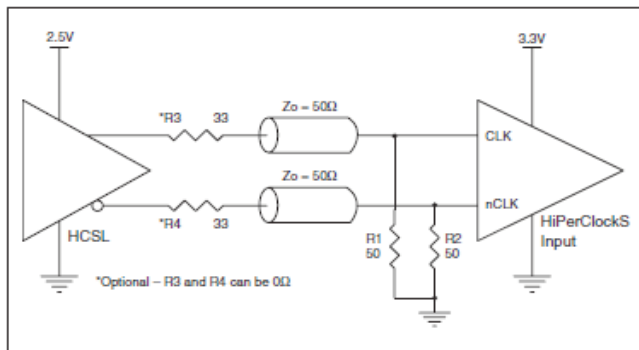 2.5V
3.3V
*R3 33
Zo = 50Ω
CLK
Zo = 50Ω
*R4 33
nCLK
HCSL
R1
50
R2
50
HiPerClockS
Input
*Optional – R3 and R4 can be 0Ω